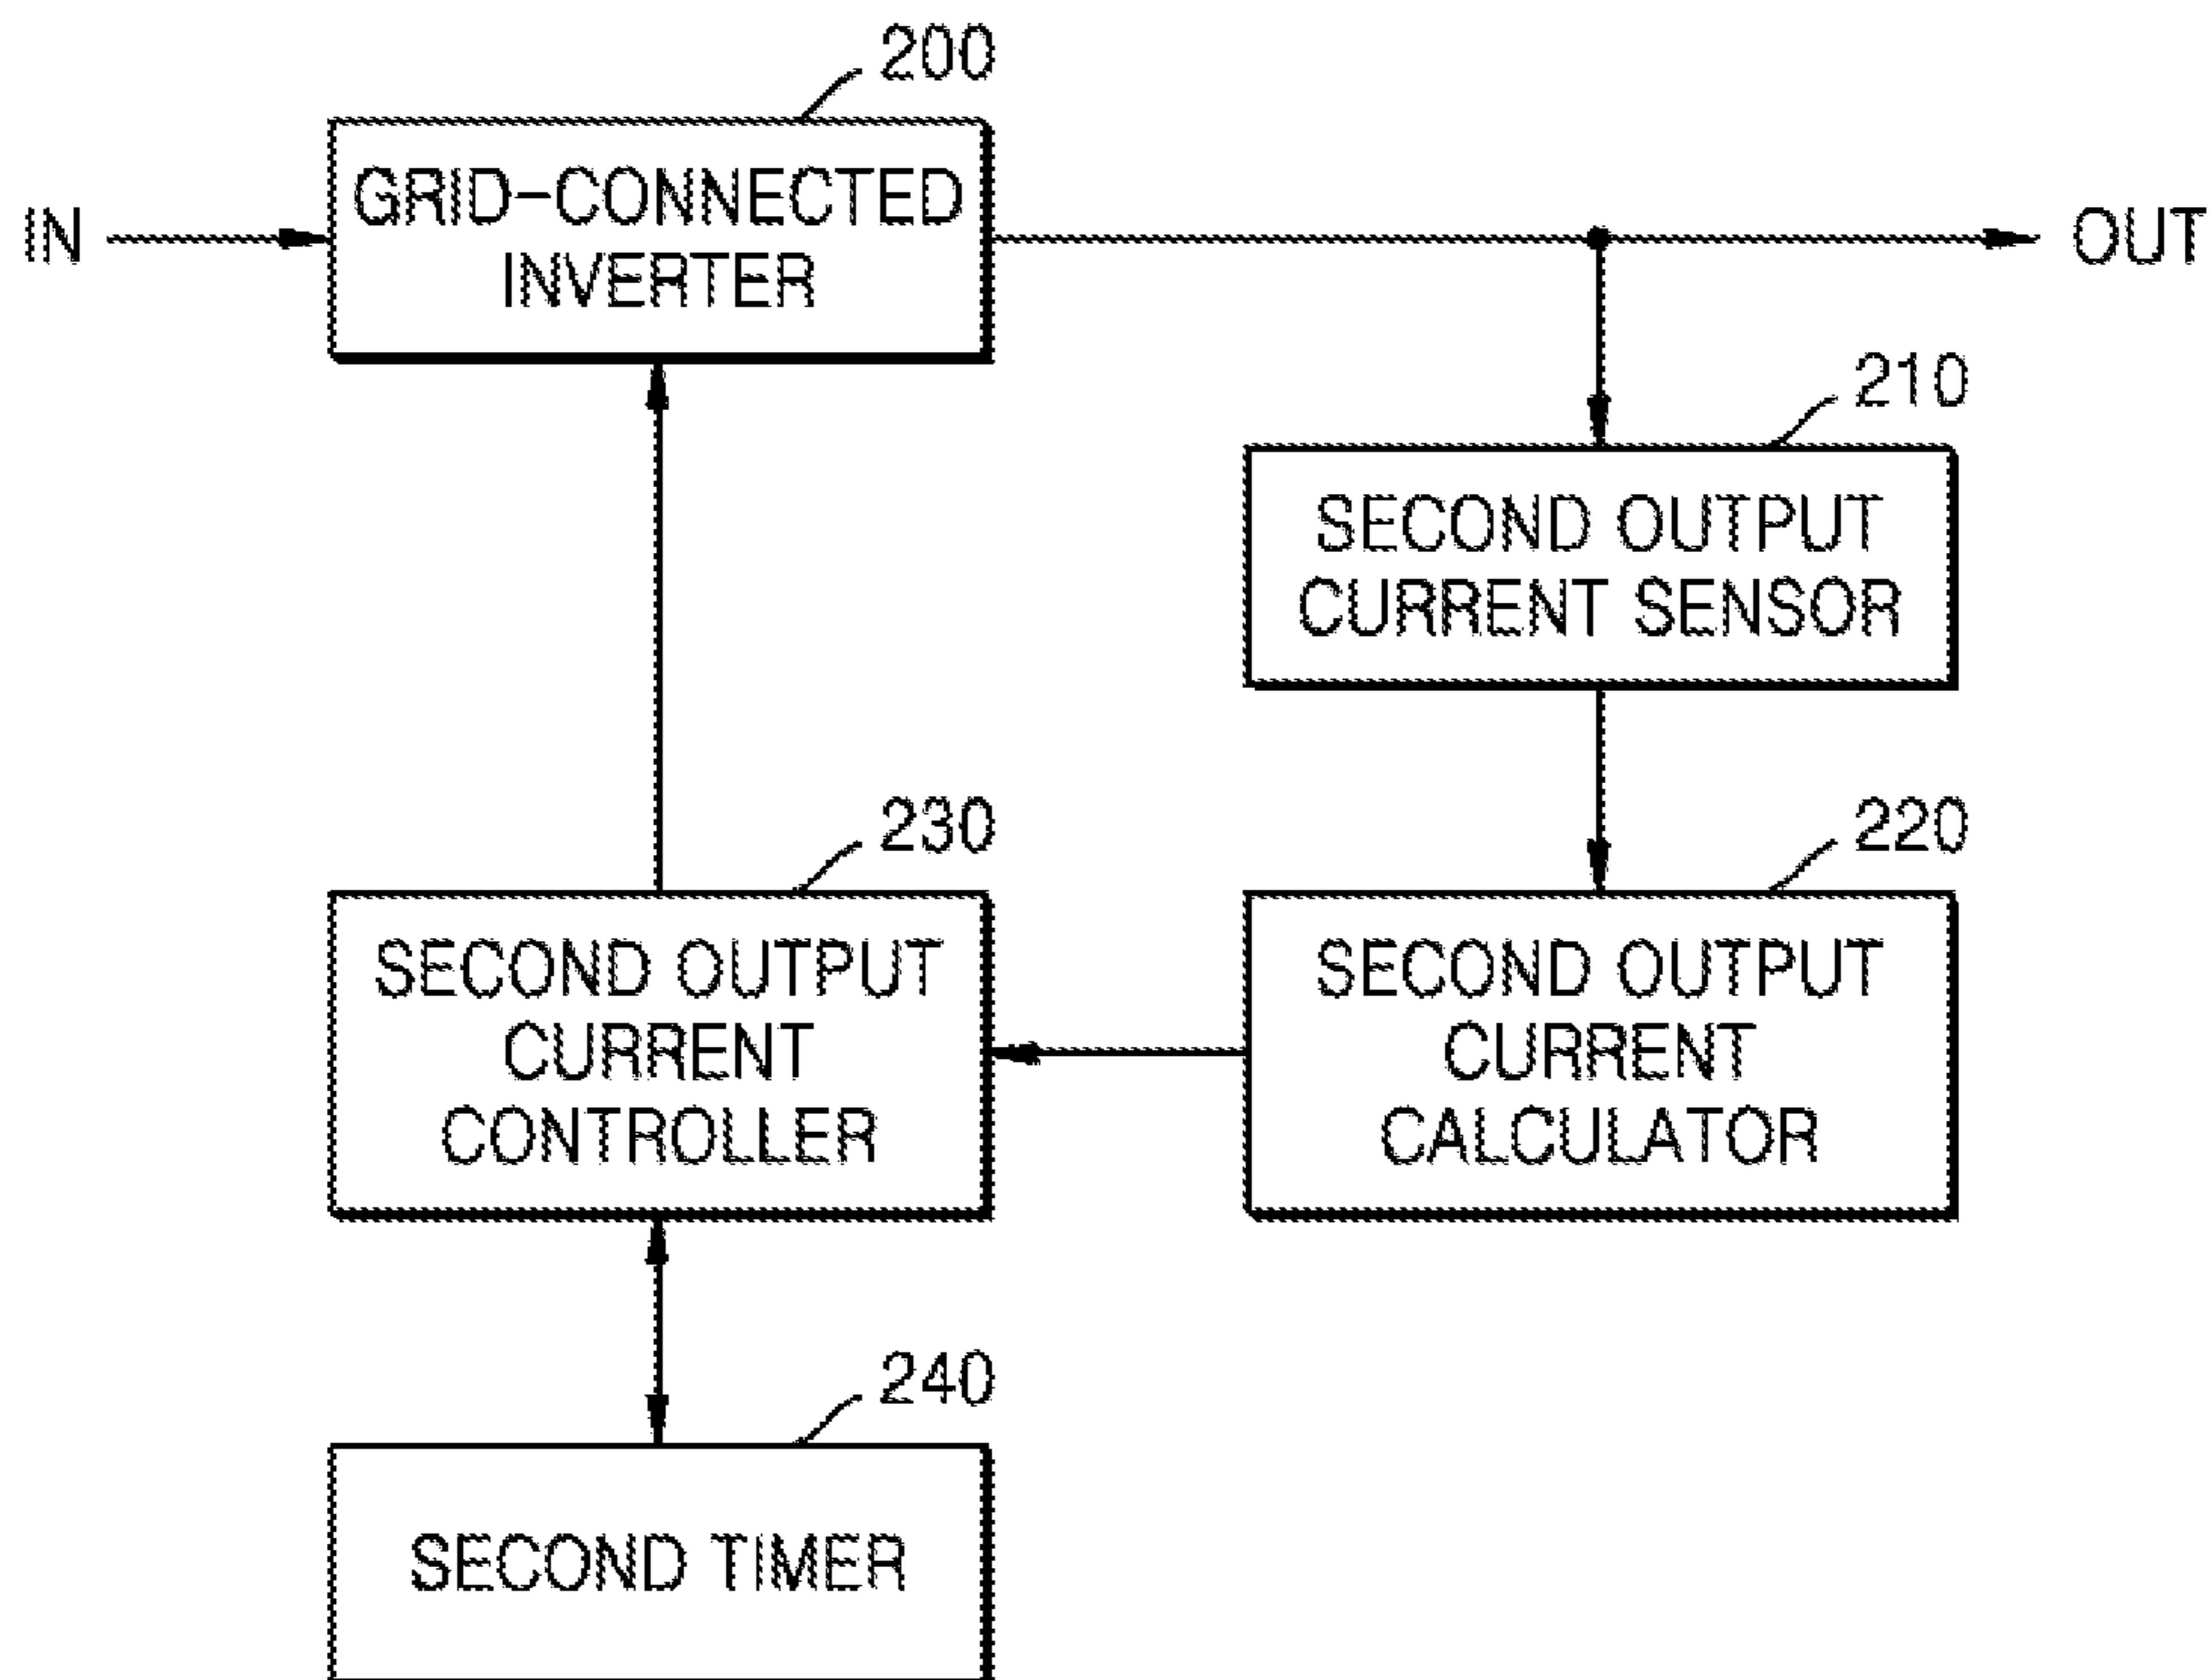 200
GRID-CONNECTED
INVERTER
IN
OUT
210
SECOND OUTPUT
CURRENT SENSOR
230
SECOND OUTPUT
CURRENT
CONTROLLER
220
SECOND OUTPUT
CURRENT
CALCULATOR
240
SECOND TIMER